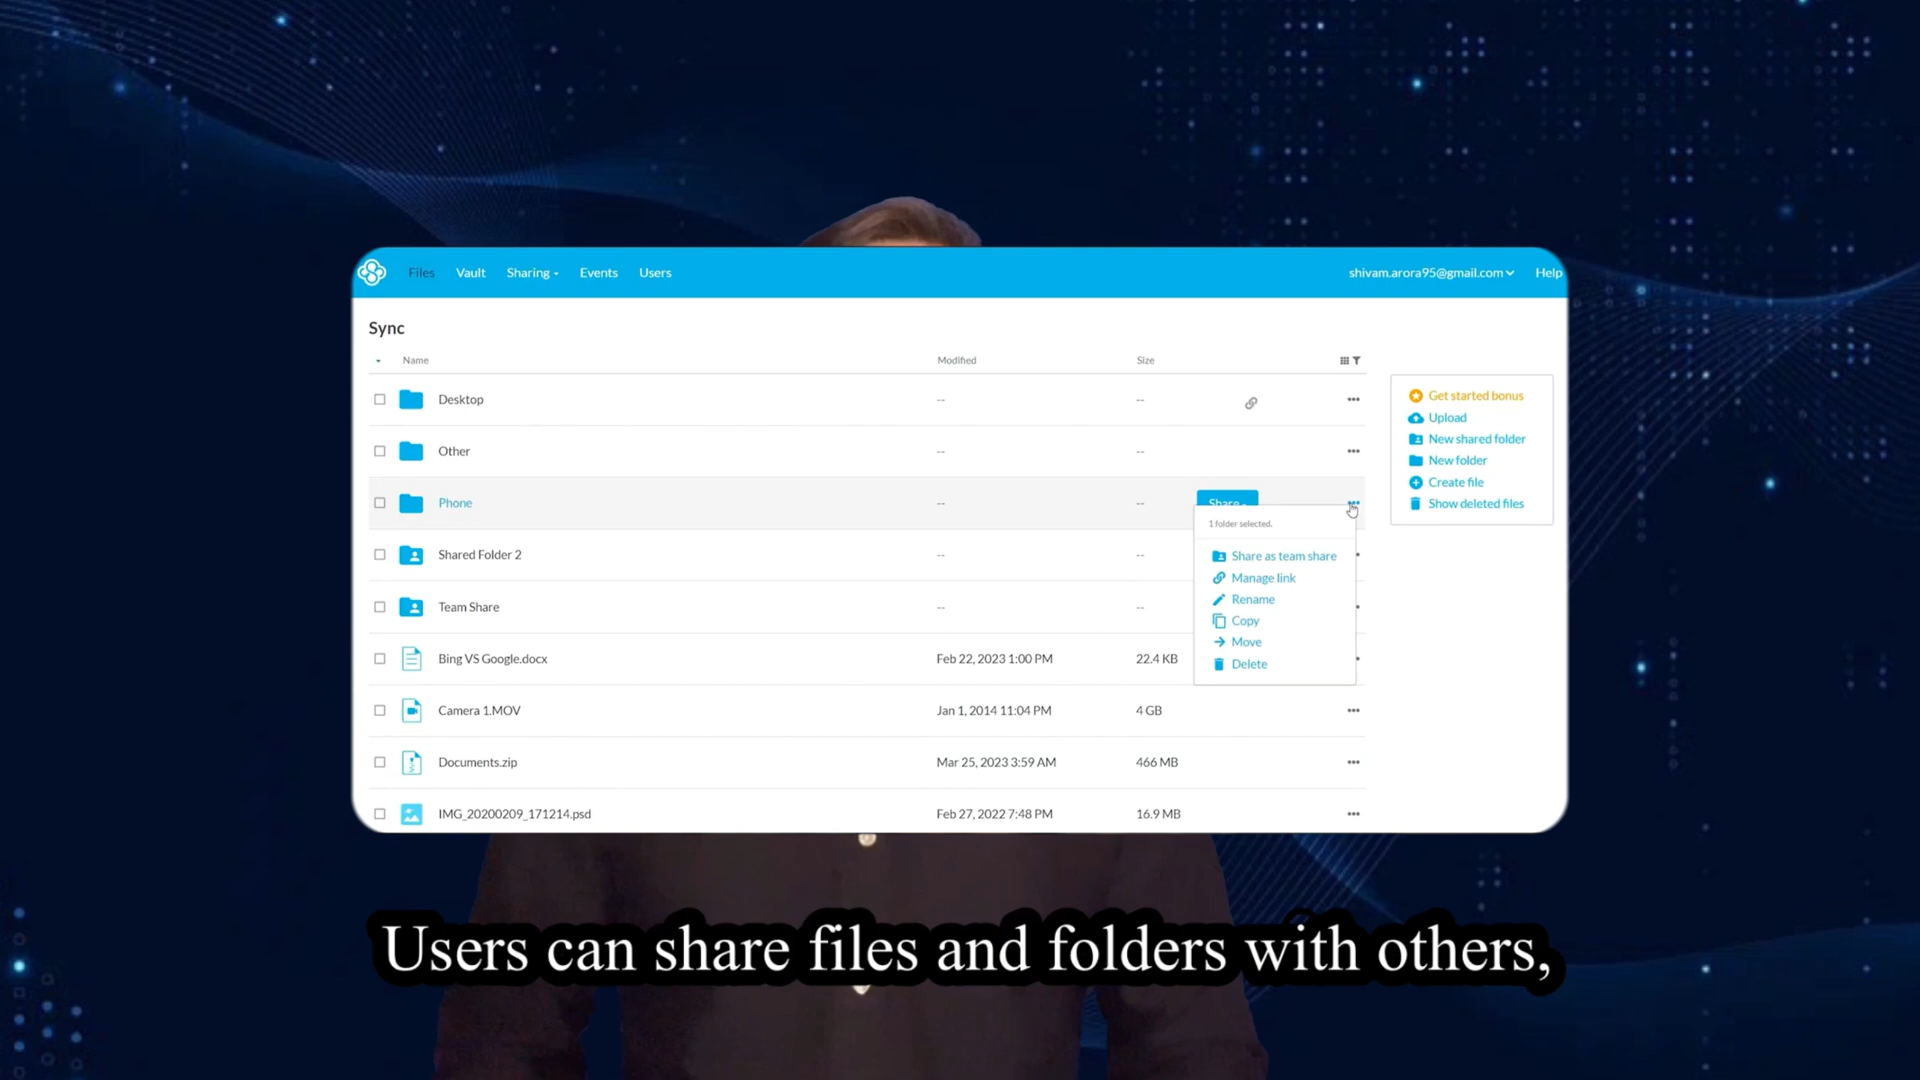 Files Vault Sharing Events Users shivam.arora95@gmail.com Help
Sync
Name Modified Size
Desktop -- --
Other -- --
Phone -- -- Share
Shared Folder 2 -- --
Team Share -- --
Bing VS Google.docx Feb 22, 2023 1:00 PM 22.4 KB
Camera 1.MOV Jan 1, 2014 11:04 PM 4 GB
Documents.zip Mar 25, 2023 3:59 AM 466 MB
IMG_20200209_171214.psd Feb 27, 2022 7:48 PM 16.9 MB
1 folder selected.
Share as team share
Manage link
Rename
Copy
Move
Delete
Get started bonus
Upload
New shared folder
New folder
Create file
Show deleted files
Users can share files and folders with others,